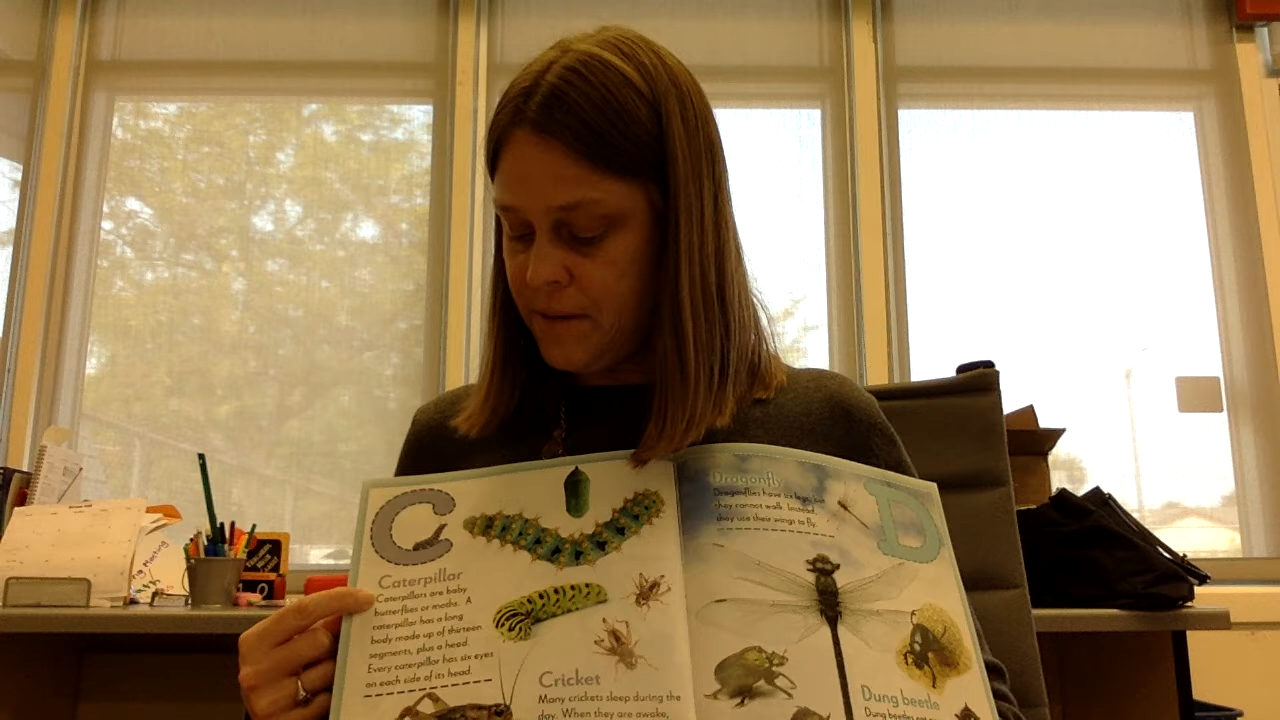 C
Caterpillar
Caterpillars are baby
butterflies or moths. A
caterpillar has a long
body made up of thirteen
segments, plus a head.
Every caterpillar has six eyes
on each side of its head.
Cricket
Many crickets sleep during the
day. When they are awake,
Dragonfly
Dragonflies have six legs, but
they cannot walk. Instead,
they use their wings to fly.
D
Dung beetle
Dung beetles
Meeting